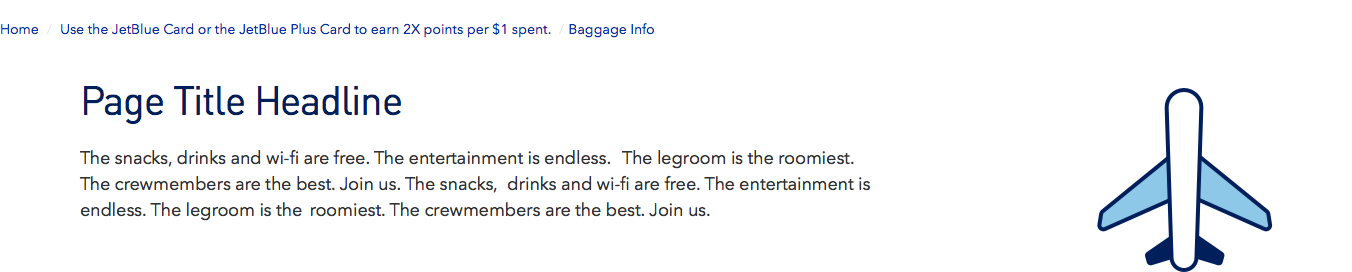 Home / Use the JetBlue Card or the JetBlue Plus Card to earn 2X points per $1 spent. / Baggage Info
Page Title Headline
The snacks, drinks and wi-fi are free. The entertainment is endless.  The legroom is the roomiest.
The crewmembers are the best. Join us. The snacks,  drinks and wi-fi are free. The entertainment is
endless. The legroom is the  roomiest. The crewmembers are the best. Join us.